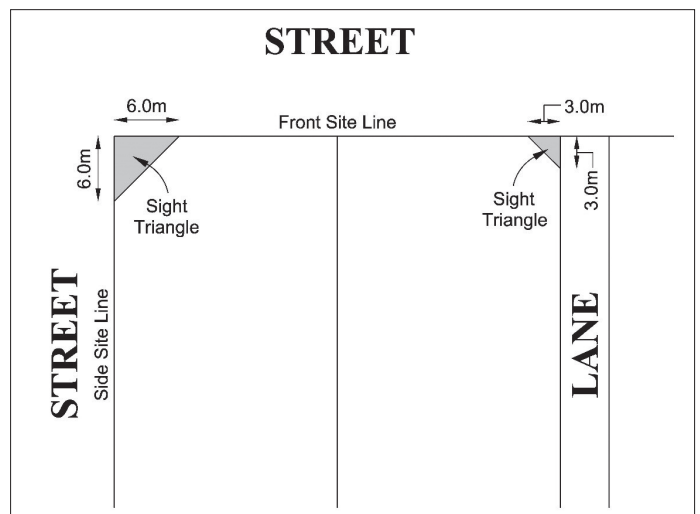 STREET
6.0m
Front Site Line
3.0m
6.0m
3.0m
Sight
Triangle
Sight
Triangle
STREET
Side Site Line
LANE